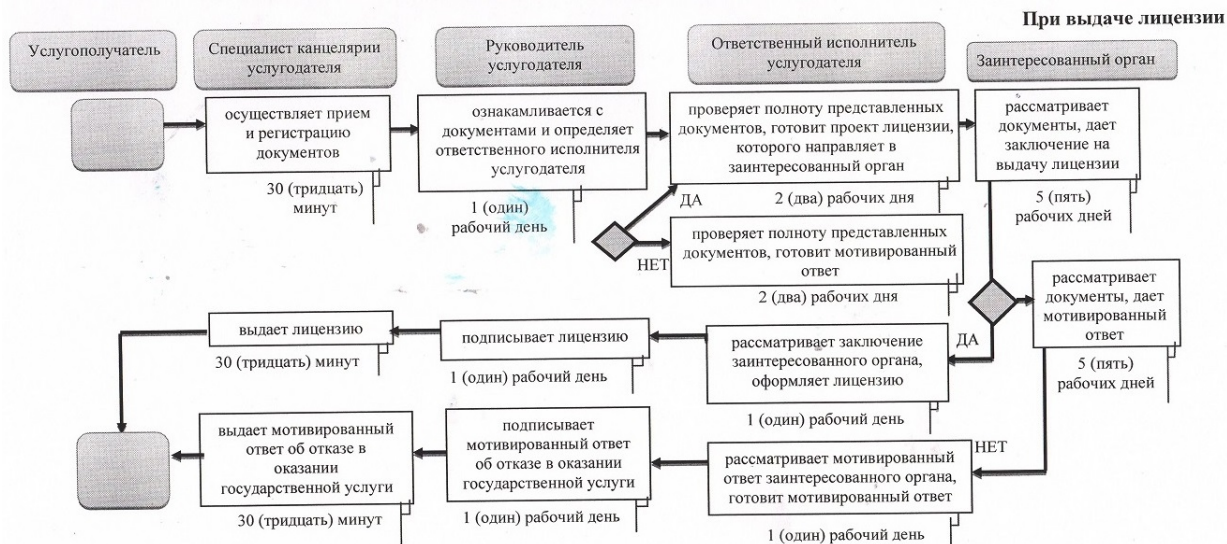 При выдаче лицензии
Услугополучатель
Специалист канцелярии
услугодателя
Руководитель
услугодателя
Ответственный исполнитель
услугодателя
Заинтересованный орган
осуществляет прием
и регистрацию
документов
30 (тридцать)
минут
ознакамливается с
документами и определяет
ответственного исполнителя
услугодателя
1 (один)
рабочий день
проверяет полноту представленных
документов, готовит проект лицензии,
которого направляет в
заинтересованный орган
2 (два) рабочих дня
рассматривает
документы, дает
заключение на
выдачу лицензии
5 (пять)
рабочих дней
ДА
НЕТ
проверяет полноту представленных
документов, готовит мотивированный
ответ
2 (два) рабочих дня
рассматривает
документы, дает
мотивированный
ответ
5 (пять)
рабочих дней
выдает лицензию
30 (тридцать) минут
подписывает лицензию
1 (один) рабочий день
рассматривает заключение
заинтересованного органа,
оформляет лицензию
1 (один) рабочий день
ДА
выдает мотивированный
ответ об отказе в
оказании
государственной услуги
30 (тридцать) минут
подписывает
мотивированный ответ
об отказе в оказании
государственной услуги
1 (один) рабочий день
рассматривает мотивированный
ответ заинтересованного органа,
готовит мотивированный ответ
1 (один) рабочий день
НЕТ